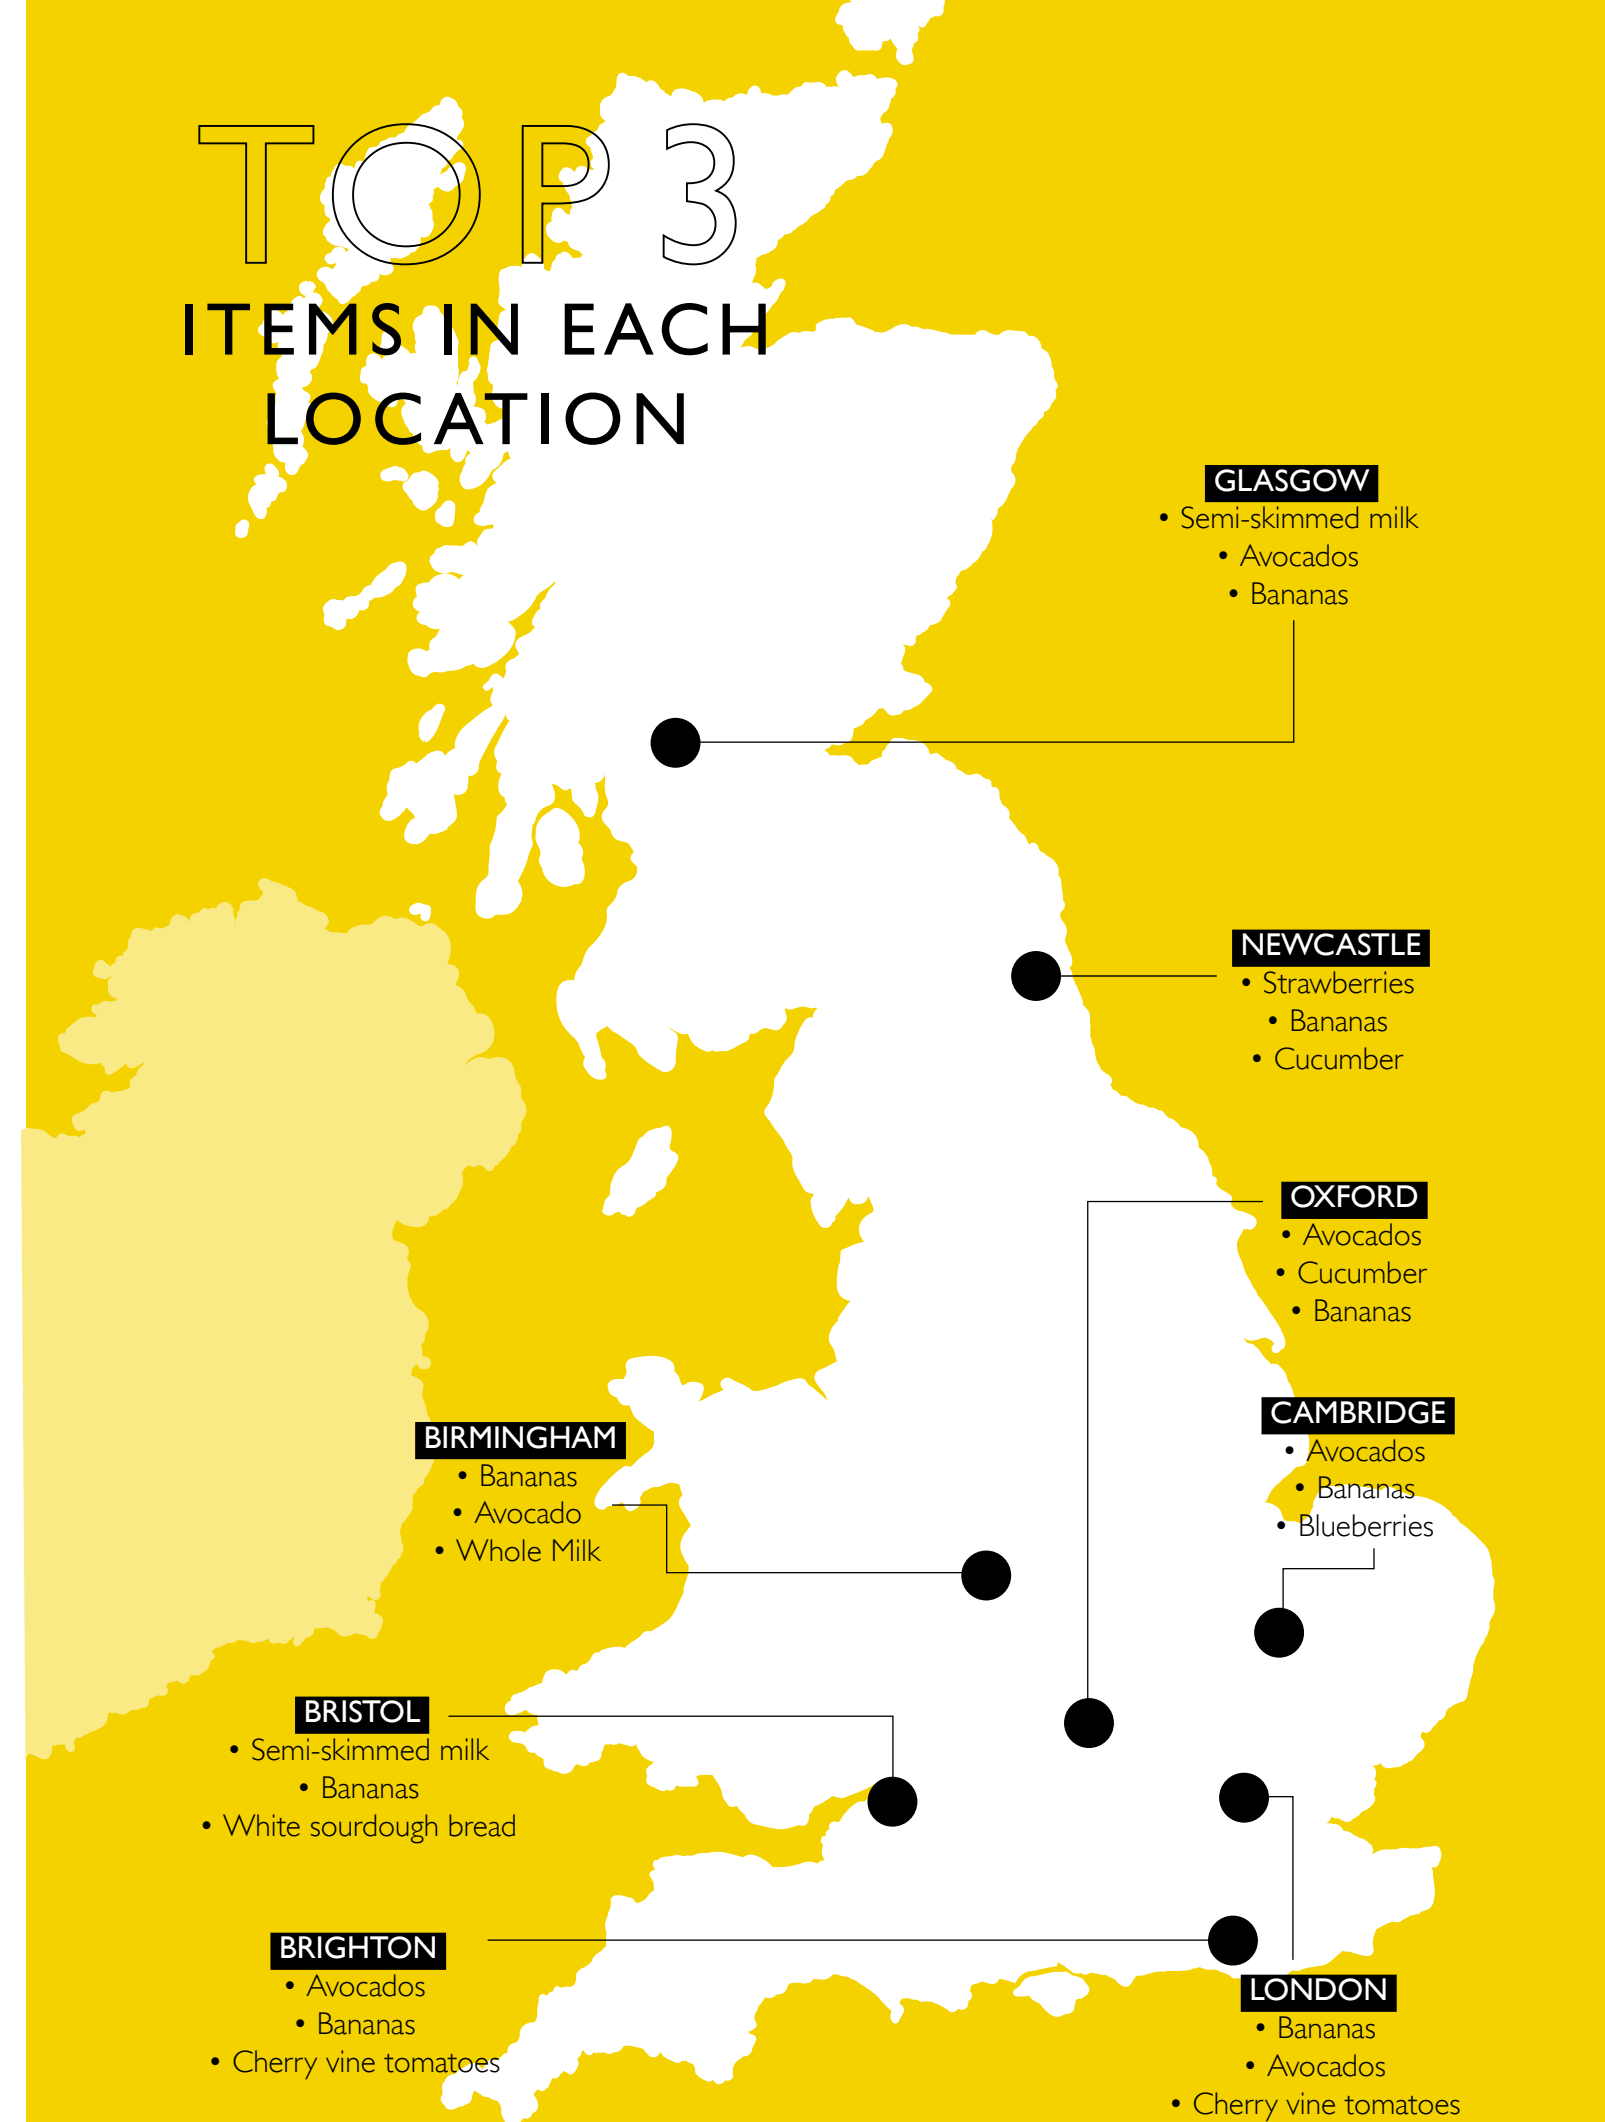 TOP 3
ITEMS IN EACH
LOCATION
GLASGOW
• Semi-skimmed milk
• Avocados
• Bananas
NEWCASTLE
• Strawberries
• Bananas
• Cucumber
OXFORD
• Avocados
• Cucumber
• Bananas
CAMBRIDGE
• Avocados
• Bananas
• Blueberries
BIRMINGHAM
• Bananas
• Avocado
• Whole Milk
BRISTOL
• Semi-skimmed milk
• Bananas
• White sourdough bread
BRIGHTON
• Avocados
• Bananas
• Cherry vine tomatoes
LONDON
• Bananas
• Avocados
• Cherry vine tomatoes